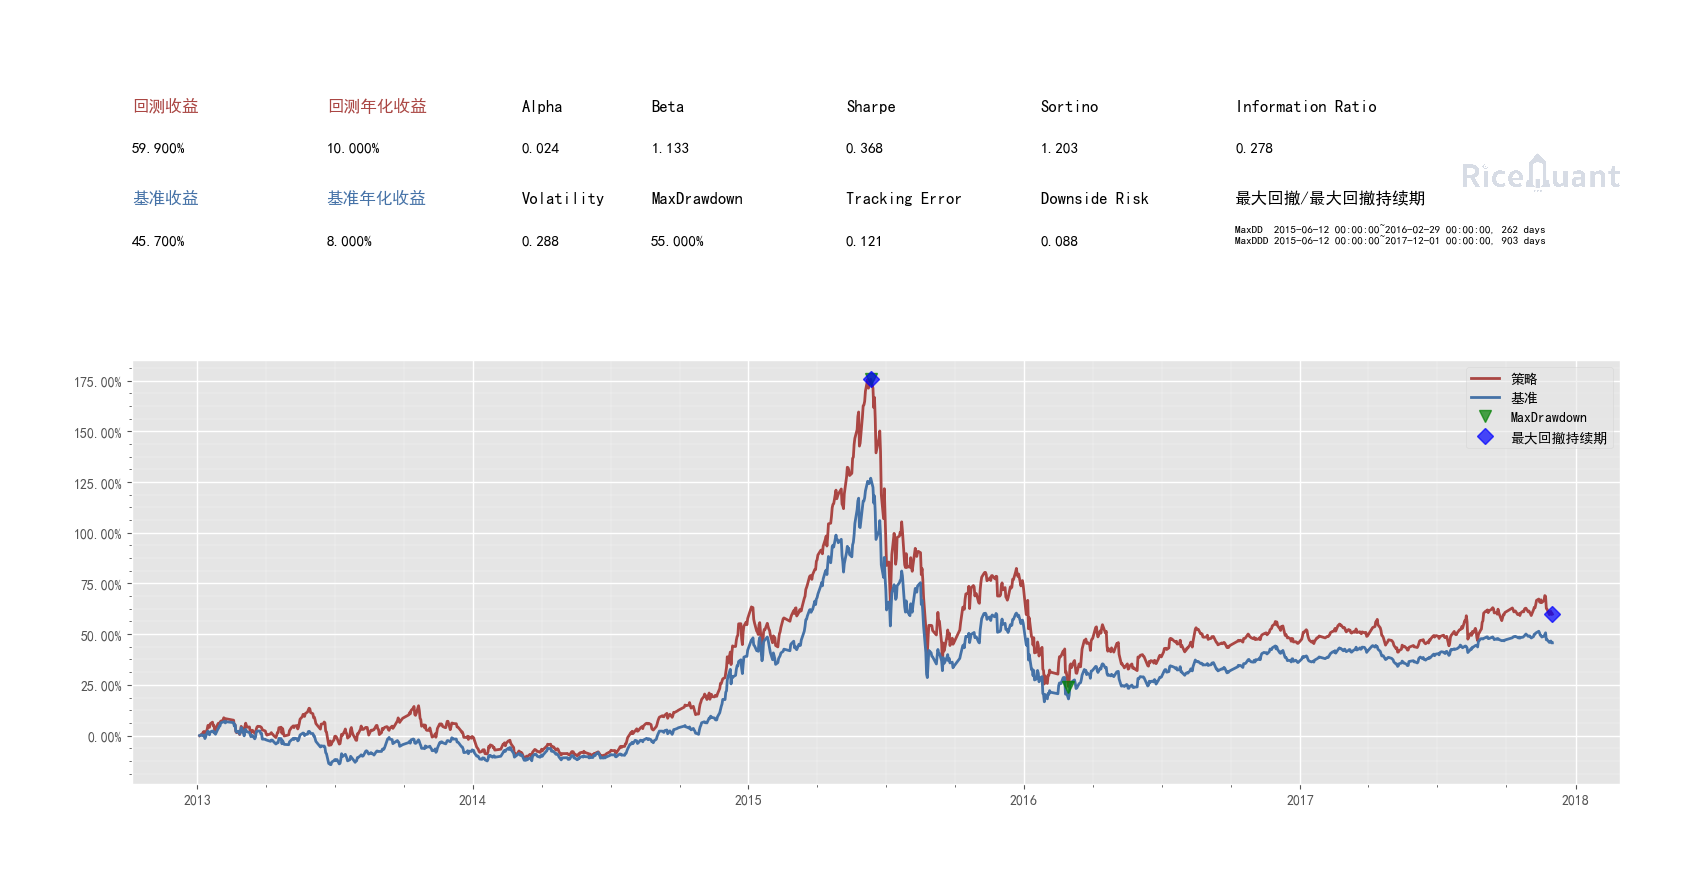 回测收益 回测年化收益 Alpha Beta Sharpe Sortino Information Ratio
59.900% 10.000% 0.024 1.133 0.368 1.203 0.278
RiceQuant
基准收益 基准年化收益 Volatility MaxDrawdown Tracking Error Downside Risk 最大回撤/最大回撤持续期
45.700% 8.000% 0.288 55.000% 0.121 0.088
MaxDD 2015-06-12 00:00:00~2016-02-29 00:00:00, 262 days
MaxDDD 2015-06-12 00:00:00~2017-12-01 00:00:00, 903 days
175.00%
150.00%
125.00%
100.00%
75.00%
50.00%
25.00%
0.00%
策略
基准
MaxDrawdown
最大回撤持续期
2013 2014 2015 2016 2017 2018